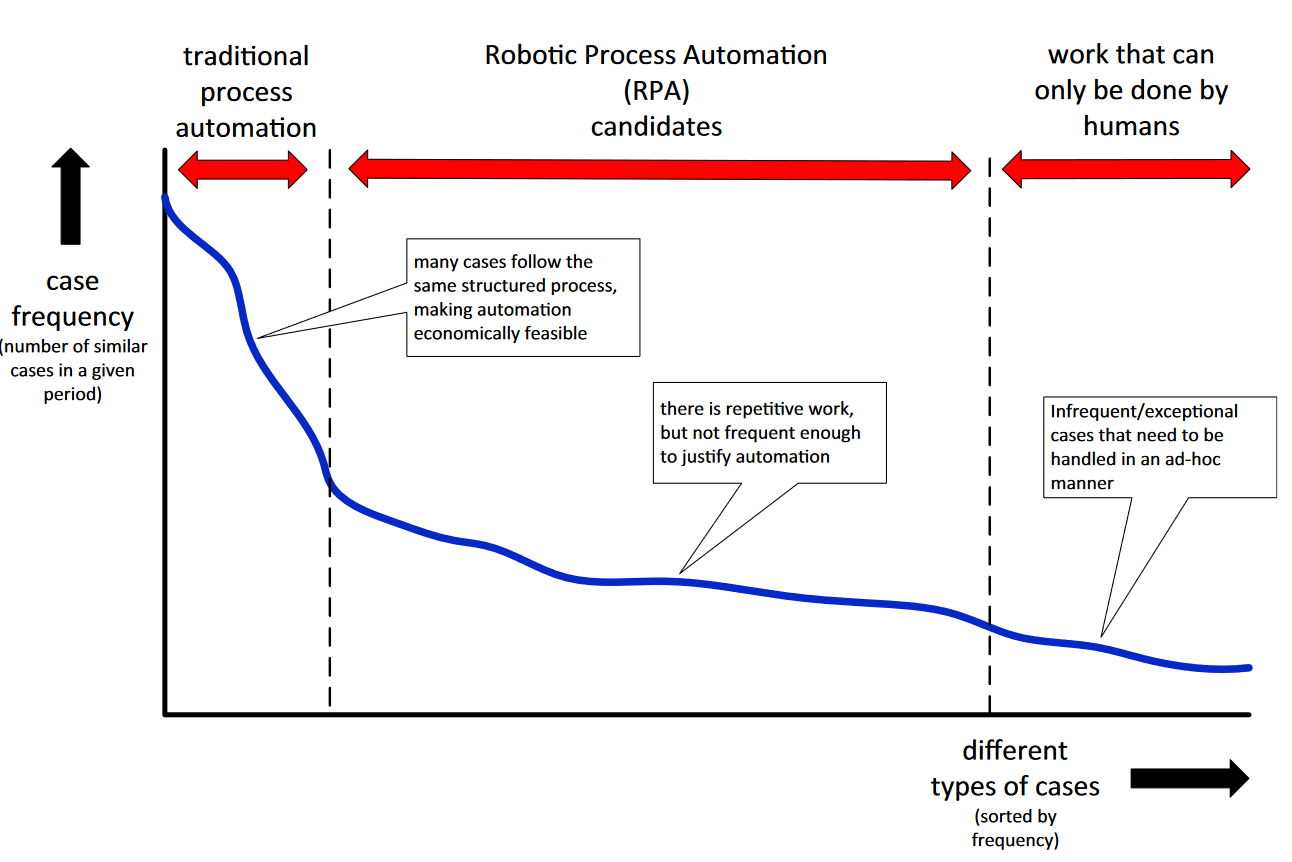 traditional
process
automation
Robotic Process Automation
(RPA)
candidates
work that can
only be done by
humans
case
frequency
(number of similar
cases in a given
period)
many cases follow the
same structured process,
making automation
economically feasible
there is repetitive work,
but not frequent enough
to justify automation
Infrequent/exceptional
cases that need to be
handled in an ad-hoc
manner
different
types of cases
(sorted by
frequency)